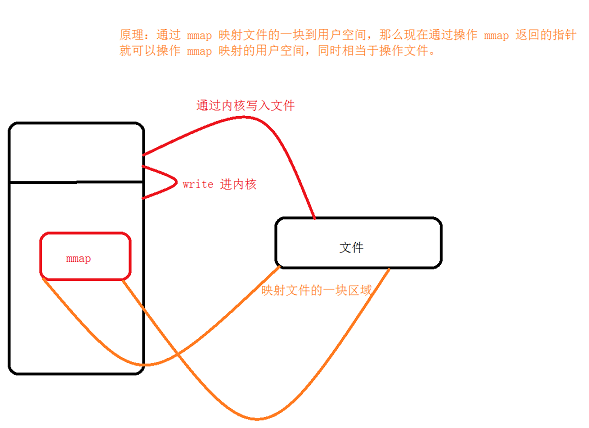 原理：通过 mmap 映射文件的一块到用户空间，那么现在通过操作 mmap 返回的指针
就可以操作 mmap 映射的用户空间，同时相当于操作文件。
通过内核写入文件
write 进内核
文件
mmap
映射文件的一块区域